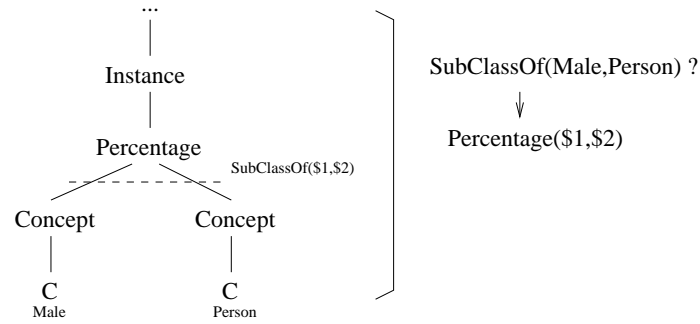 ...
Instance
Percentage
SubClassOf($1,$2)
Concept Concept
C C
Male Person
SubClassOf(Male,Person) ?
Percentage($1,$2)